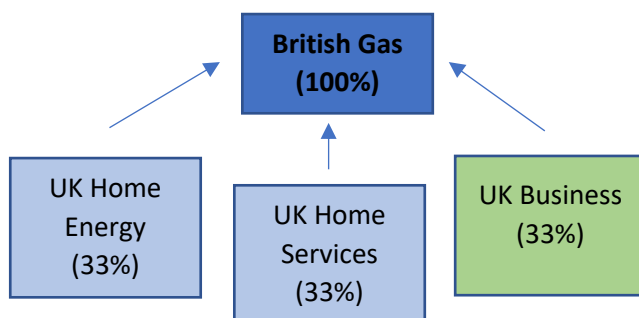 British Gas
(100%)
UK Home
Energy
(33%)
UK Home
Services
(33%)
UK Business
(33%)